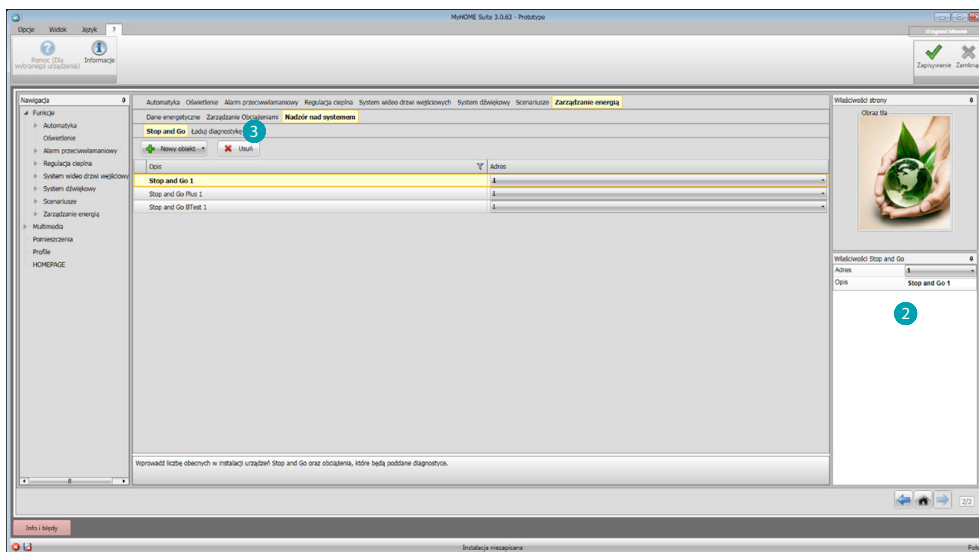 MyHOME Suite 3.0.63 - Prototype
Opcje Widok Język ?
Pomoc (Dla wybranego urządzenia)
Informacje
Zapisywanie
Nawigacja
Funkcje
Automatyka
Oświetlenie
Alarm przeciwwłamaniowy
Regulacja cieplna
System wideo drzwi wejściowy
System dźwiękowy
Scenariusze
Zarządzanie energią
Multimedia
Pomieszczenia
Profile
HOMEPAGE
Automatyka Oświetlenie Alarm przeciwwłamaniowy Regulacja cieplna System wideo drzwi wejściowych System dźwiękowy Scenariusze Zarządzanie energią
Dane energetyczne Zarządzanie Obciążeniami Nadzór nad systemem
Stop and Go Ładuj diagnostykę 3
Nowy obiekt Usuń
Opis Adres
Stop and Go 1 1
Stop and Go Plus 1 1
Stop and Go BTest 1 1
Wprowadź liczbę obecnych w instalacji urządzeń Stop and Go oraz obciążenia, które będą poddane diagnostyce.
Właściwości strony
Obraz tła
Właściwości Stop and Go
Adres 1
Opis Stop and Go 1
2
2/2
Info i błędy
Instalacja niezapisana